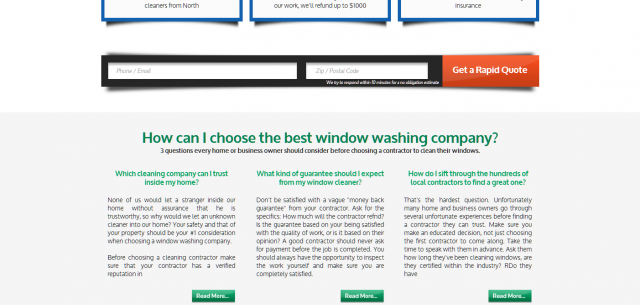 cleaners from North
our work, we'll refund up to $1000
insurance
Phone / Email
Zip / Postal Code
Get a Rapid Quote
We try to respond within 10 minutes for a no obligation estimate
How can I choose the best window washing company?
3 questions every home or business owner should consider before choosing a contractor to clean their windows.
Which cleaning company can I trust
inside my home?
None of us would let a stranger inside our
home without assurance that he is
trustworthy, so why would we let an unknown
cleaner into our home? Your safety and that of
your property should be your #1 consideration
when choosing a window washing company.
Before choosing a cleaning contractor make
sure that your contractor has a verified
reputation in
Read More...
What kind of guarantee should I expect
from my window cleaner?
Don't be satisfied with a vague "money back
guarantee" from your contractor. Ask for the
specifics: How much will the contractor refnd?
Is the guarantee based on your being satisfied
with the quality of work, or is it based on their
opinion? A good contractor should never ask
for payment before the job is completed. You
should always have the opportunity to inspect
the work yourself and make sure you are
completely satisfied.
Read More...
How do I sift through the hundreds of
local contractors to find a great one?
That's the hardest question. Unfortunately
many home and business owners go through
several unfortunate experiences before finding
a contractor they can trust. Make sure you
make an educated decision, not just choosing
the first contractor to come along. Take the
time to speak with them in advance. Ask them
how long they've been cleaning windows, are
they certified within the industry? RDo they
have
Read More...